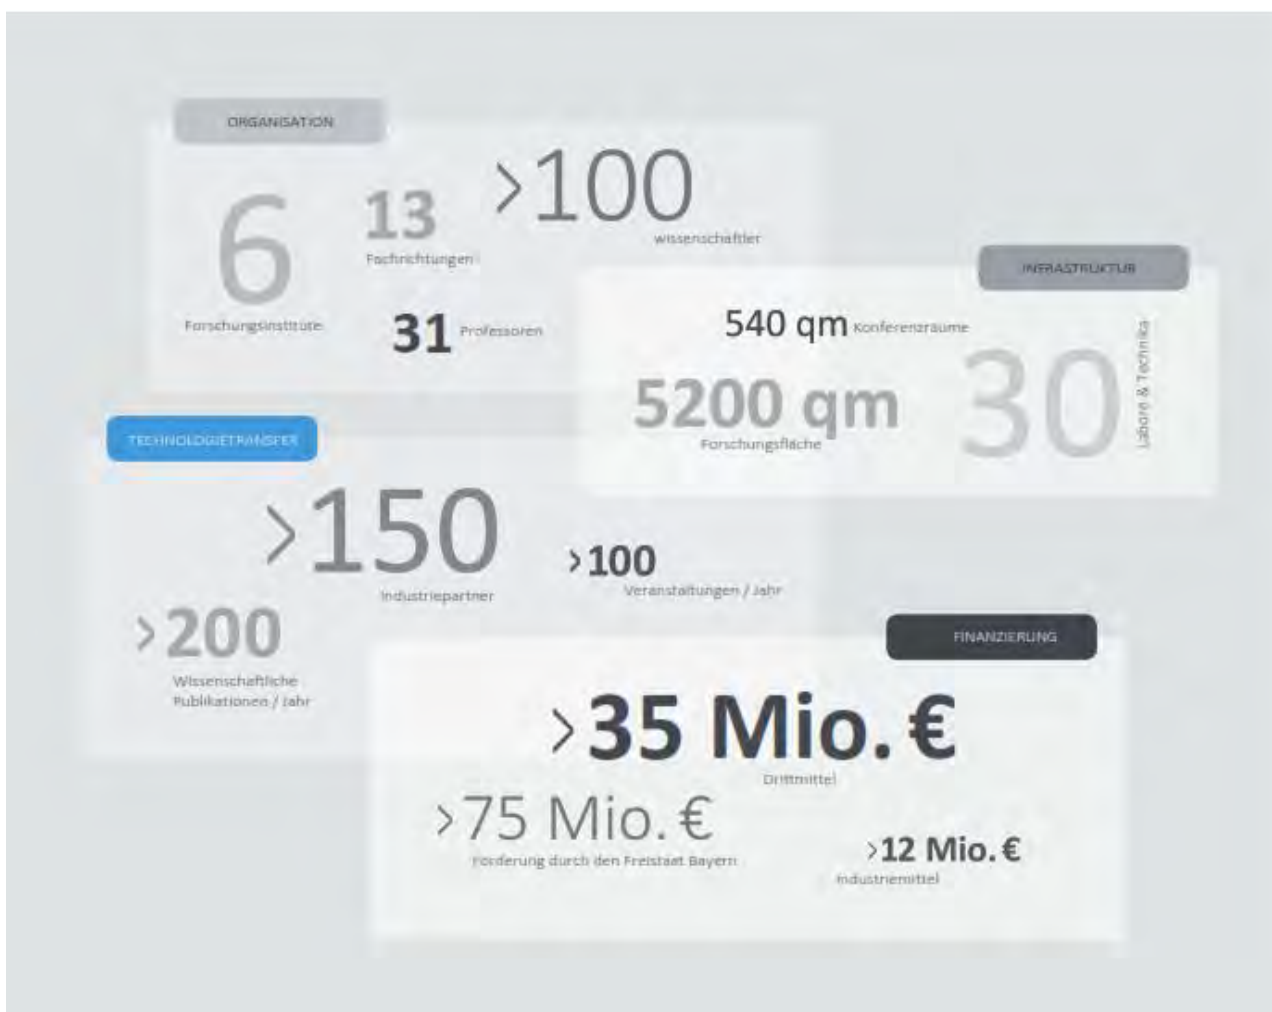 ORGANISATION
>100
wissenschaftler
6
Forschungsinstitute
13
Fachrichtungen
31 Professoren
INFRASTRUKTUR
540 qm Konferenzräume
5200 qm
Forschungsfläche
30
Labore & Technika
TECHNOLOGIETRANSFER
>150
Industriepartner
>100
Veranstaltungen / Jahr
>200
Wissenschaftliche
Publikationen / Jahr
FINANZIERUNG
>35 Mio. €
Drittmittel
>75 Mio. €
Förderung durch den Freistaat Bayern
>12 Mio. €
Industriemittel